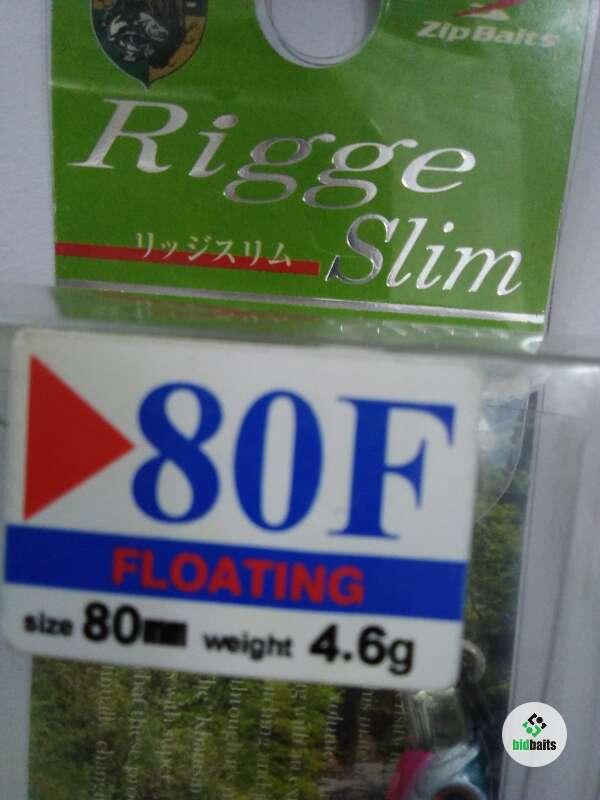 ZipBaits
Rigge
リッジスリム Slim
80F
FLOATING
size 80mm weight 4.6g
bidbaits